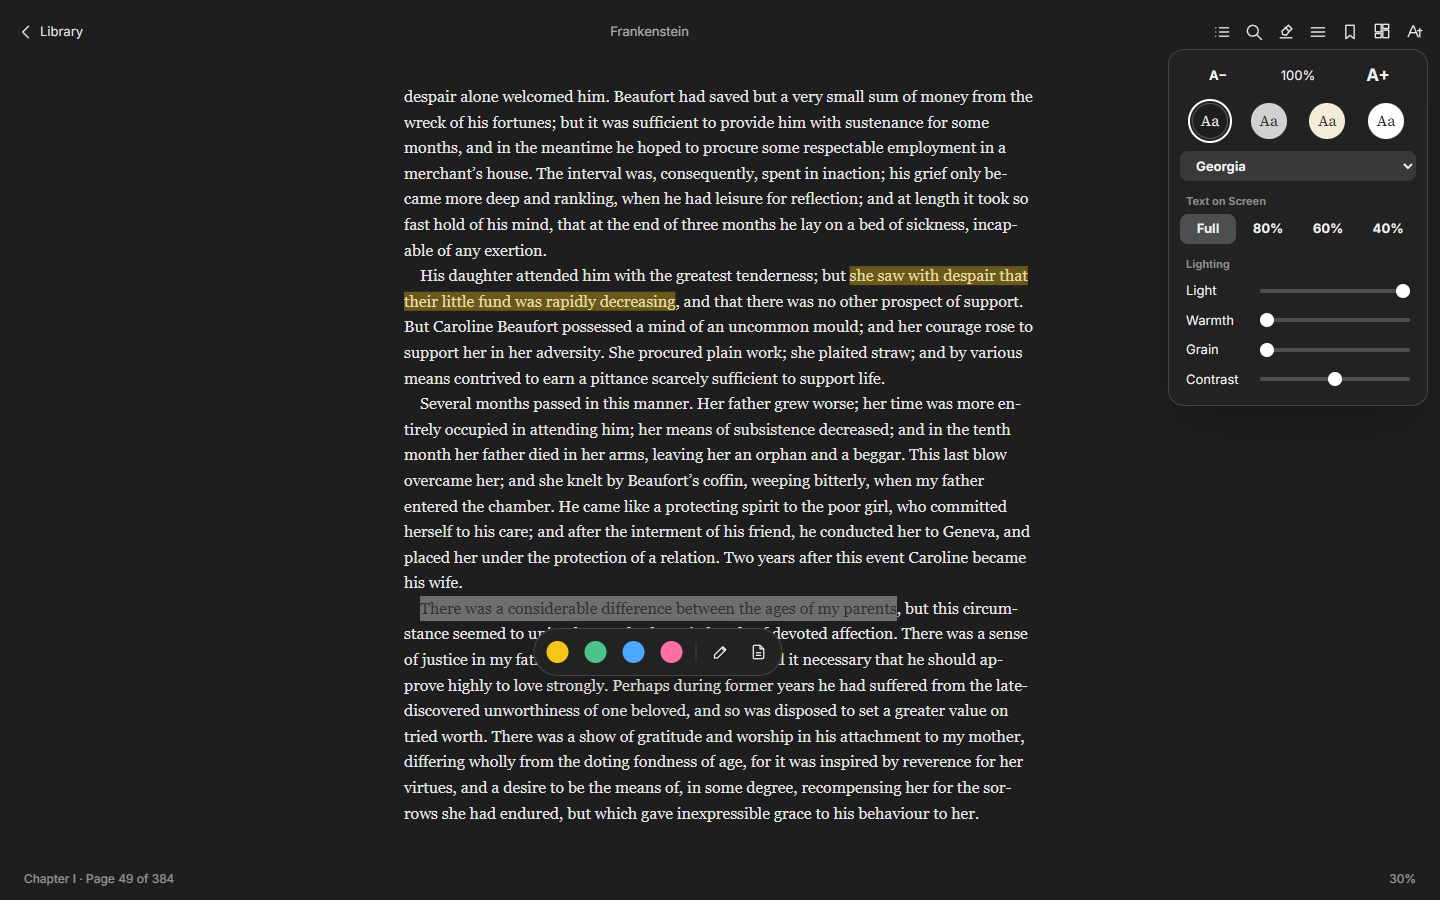 Library
Frankenstein
A−
100%
A+
Aa
Aa
Aa
Aa
Georgia
Text on Screen
Full
80%
60%
40%
Lighting
Light
Warmth
Grain
Contrast
despair alone welcomed him. Beaufort had saved but a very small sum of money from the
wreck of his fortunes; but it was sufficient to provide him with sustenance for some
months, and in the meantime he hoped to procure some respectable employment in a
merchant’s house. The interval was, consequently, spent in inaction; his grief only be-
came more deep and rankling, when he had leisure for reflection; and at length it took so
fast hold of his mind, that at the end of three months he lay on a bed of sickness, incap-
able of any exertion.
His daughter attended him with the greatest tenderness; but she saw with despair that
their little fund was rapidly decreasing, and that there was no other prospect of support.
But Caroline Beaufort possessed a mind of an uncommon mould; and her courage rose to
support her in her adversity. She procured plain work; she plaited straw; and by various
means contrived to earn a pittance scarcely sufficient to support life.
Several months passed in this manner. Her father grew worse; her time was more en-
tirely occupied in attending him; her means of subsistence decreased; and in the tenth
month her father died in her arms, leaving her an orphan and a beggar. This last blow
overcame her; and she knelt by Beaufort’s coffin, weeping bitterly, when my father
entered the chamber. He came like a protecting spirit to the poor girl, who committed
herself to his care; and after the interment of his friend, he conducted her to Geneva, and
placed her under the protection of a relation. Two years after this event Caroline became
his wife.
There was a considerable difference between the ages of my parents, but this circum-
stance seemed to devoted affection. There was a sense
of justice in my it necessary that he should ap-
prove highly to love strongly. Perhaps during former years he had suffered from the late-
discovered unworthiness of one beloved, and so was disposed to set a greater value on
tried worth. There was a show of gratitude and worship in his attachment to my mother,
differing wholly from the doting fondness of age, for it was inspired by reverence for her
virtues, and a desire to be the means of, in some degree, recompensing her for the sor-
rows she had endured, but which gave inexpressible grace to his behaviour to her.
Chapter I · Page 49 of 384
30%